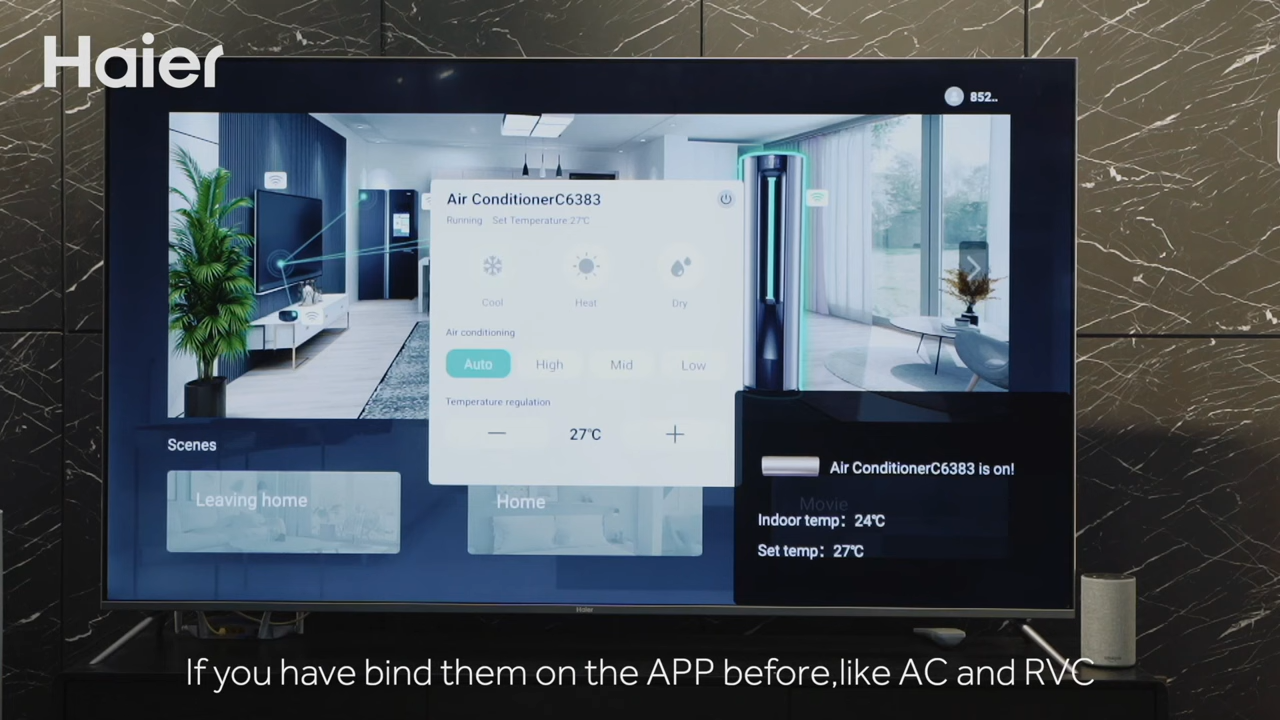 Haier
852..
Air ConditionerC6383
Running Set Temperature:27℃
Cool Heat Dry
Air conditioning
Auto High Mid Low
Temperature regulation
27℃
Scenes
Leaving home
Home
Movie
Air ConditionerC6383 is on!
Indoor temp: 24℃
Set temp: 27℃
Haier
If you have bind them on the APP before,like AC and RVC